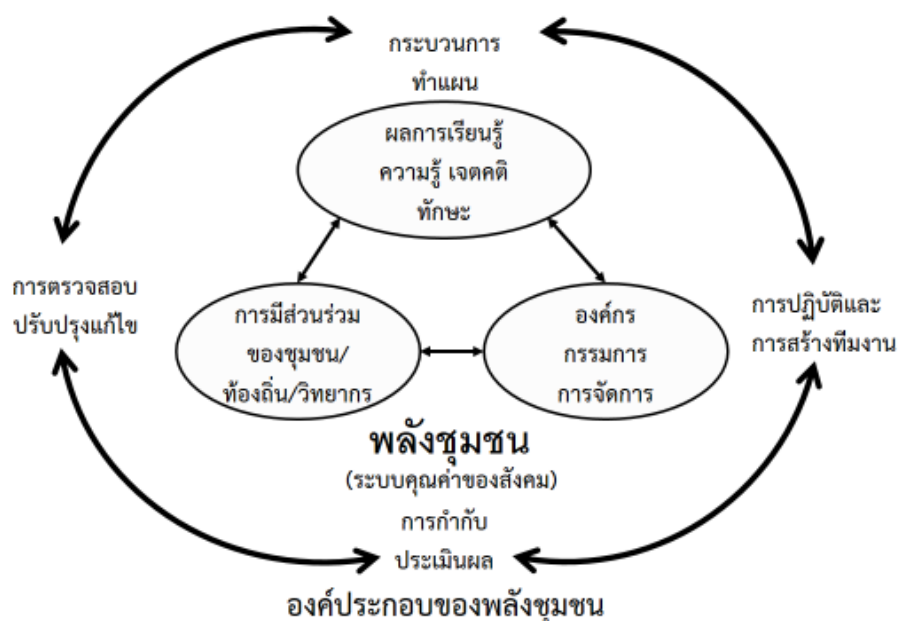 กระบวนการ
ทำแผน
ผลการเรียนรู้
ความรู้ เจตคติ
ทักษะ
การตรวจสอบ
ปรับปรุงแก้ไข
การมีส่วนร่วม
ของชุมชน/
ท้องถิ่น/วิทยากร
องค์กร
กรรมการ
การจัดการ
การปฏิบัติและ
การสร้างทีมงาน
พลังชุมชน
(ระบบคุณค่าของสังคม)
การกำกับ
ประเมินผล
องค์ประกอบของพลังชุมชน